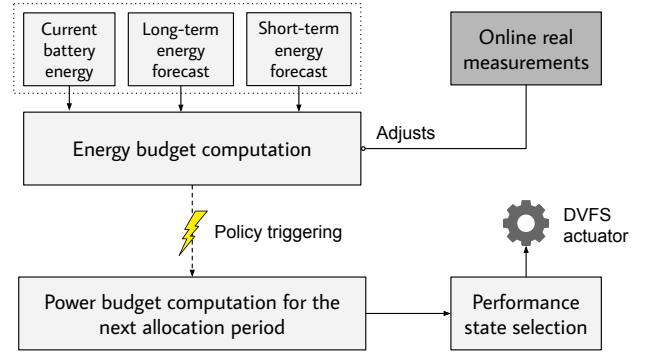 Current
battery
energy
Long-term
energy
forecast
Short-term
energy
forecast
Online real
measurements
Energy budget computation
Adjusts
Policy triggering
DVFS
actuator
Power budget computation for the
next allocation period
Performance
state selection